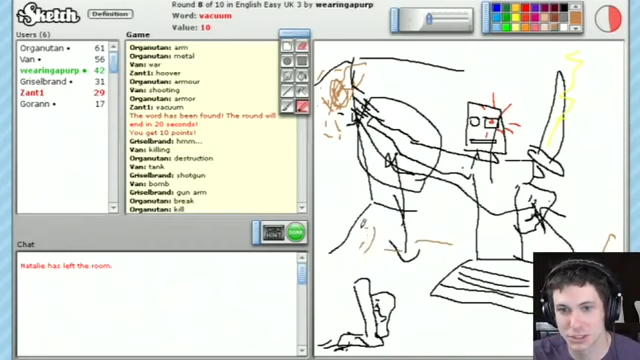 iSketch
Definition
Round 8 of 10 in English Easy UK 3 by wearingapurp
Word: vacuum
Value: 10
Users (6)
Organutan • 61
Van • 56
wearingapurp • 42
Griselbrand • 31
Zant1 • 29
Gorann • 17
Game
Organutan: arm
Organutan: metal
Van: war
Zant1: hoover
Organutan: armour
Van: shooting
Organutan: armor
Zant1: vacuum
The word has been found! The round will
end in 20 seconds!
You get 10 points!
Griselbrand: hmm...
Van: killing
Organutan: destruction
Van: tank
Griselbrand: shotgun
Van: bomb
Griselbrand: gun arm
Organutan: break
Organutan: kill
HINT
DONE
Chat
Natalie has left the room.